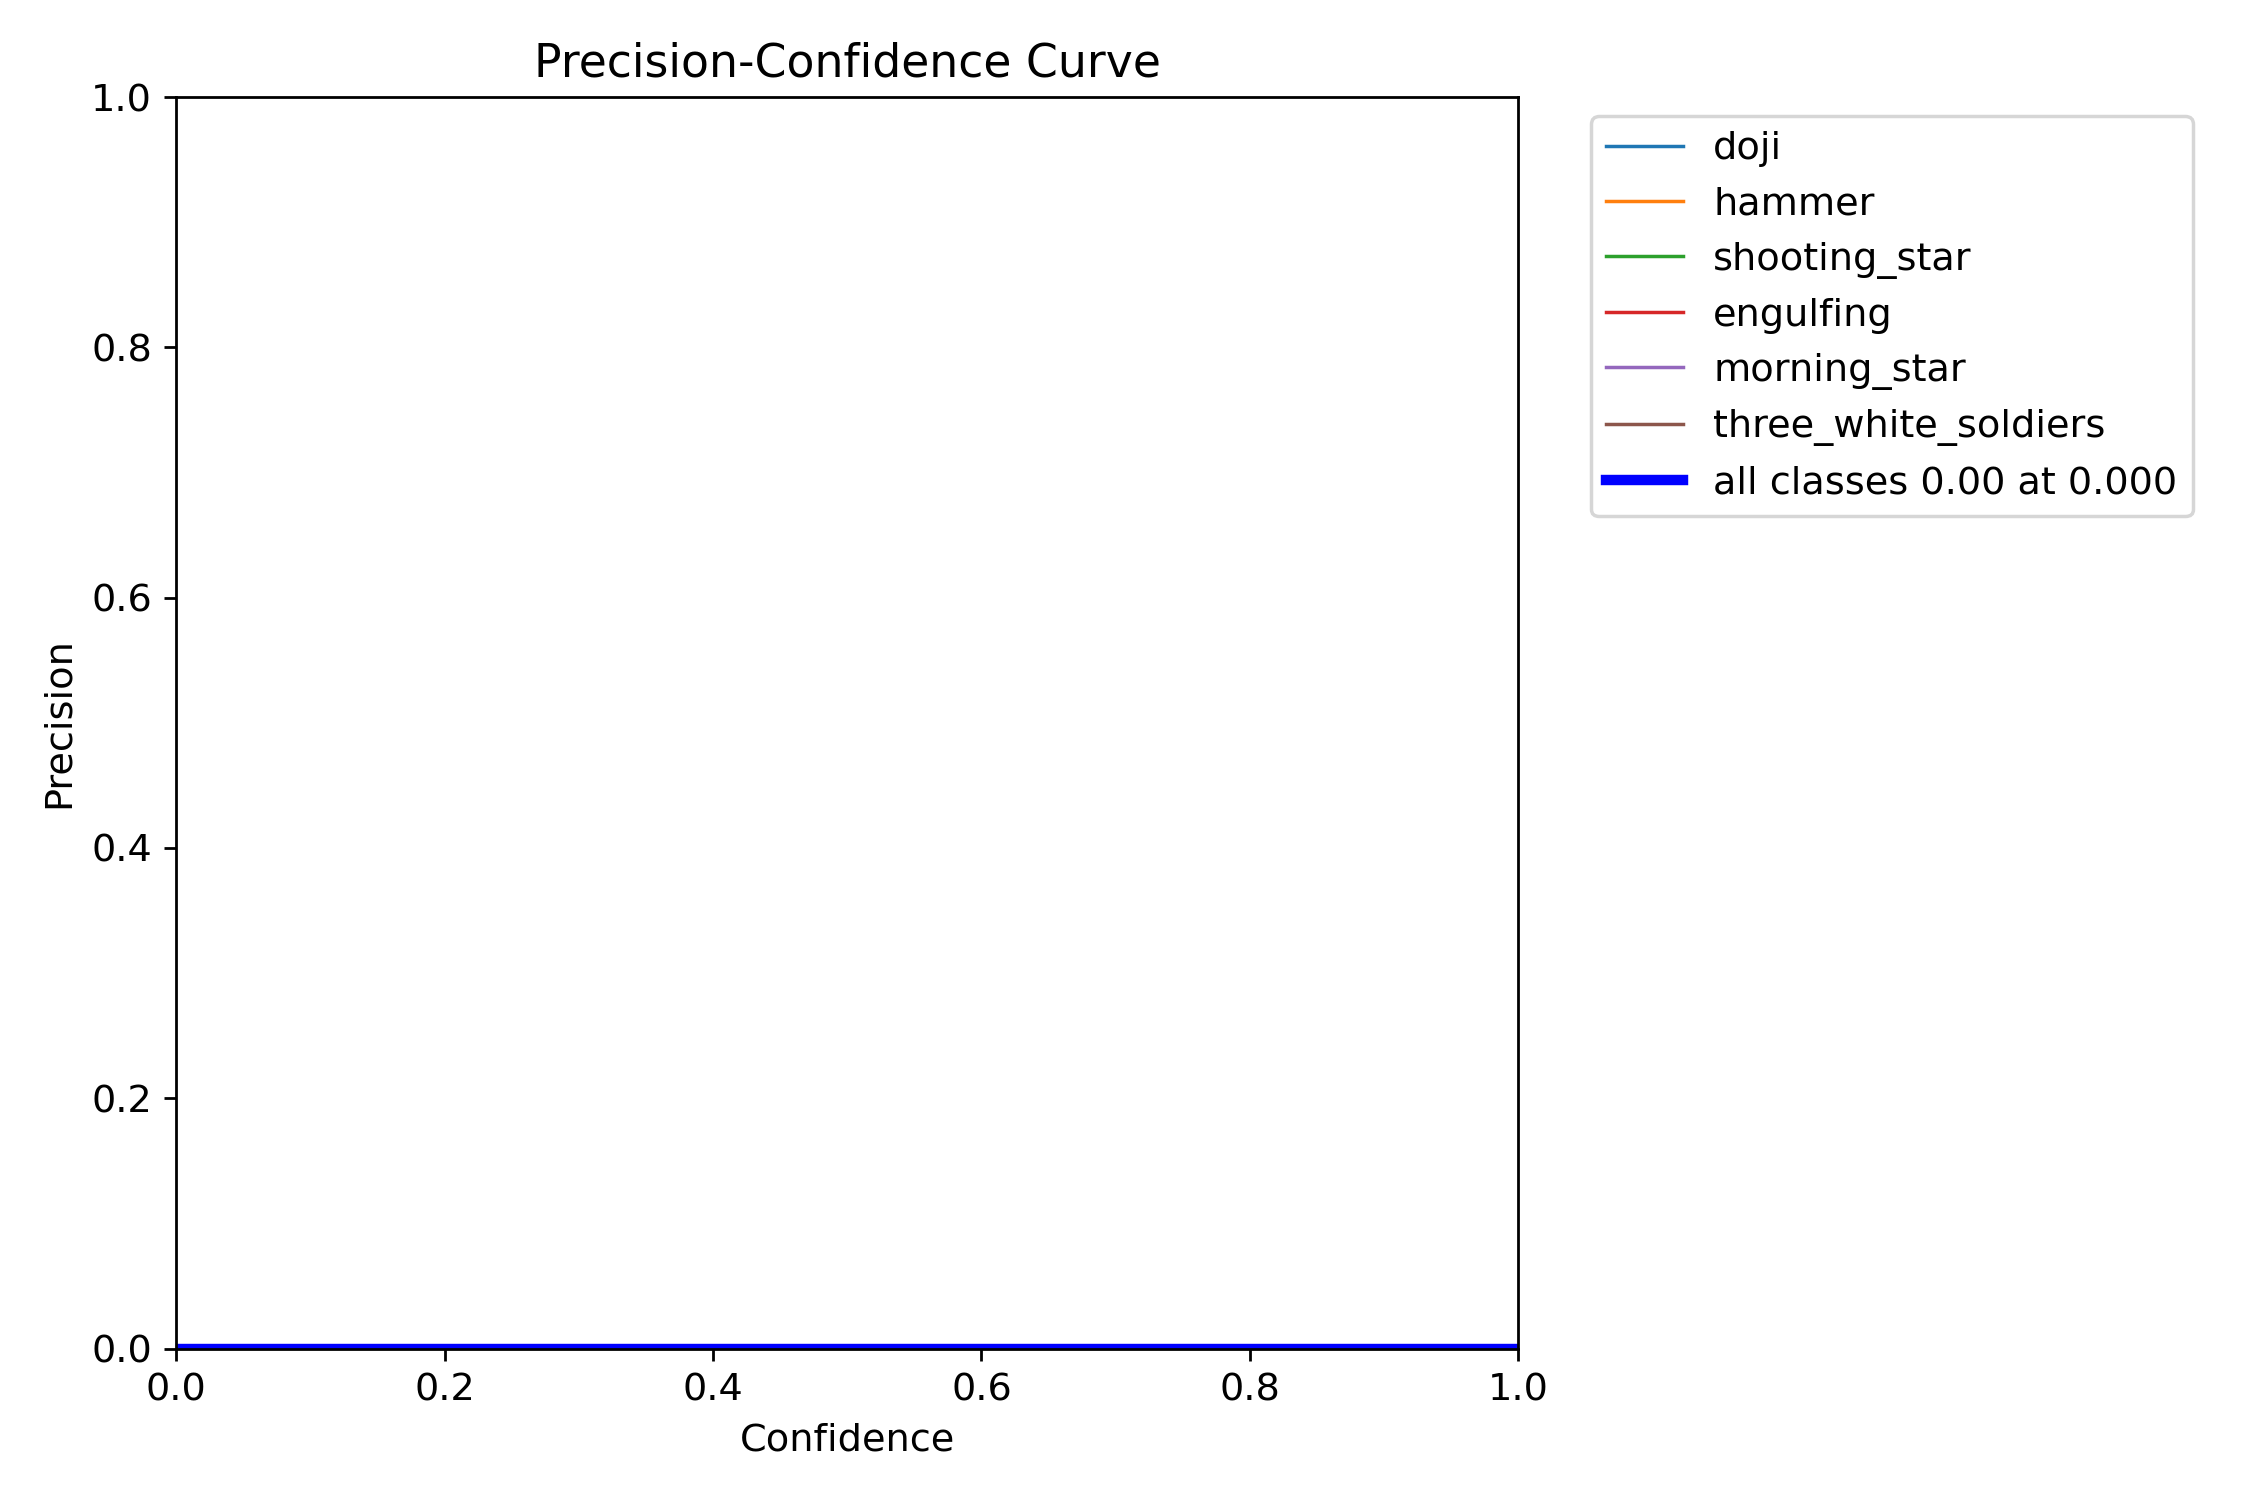 Precision-Confidence Curve
1.0
0.8
0.6
0.4
0.2
0.0
Precision
0.0 0.2 0.4 0.6 0.8 1.0
Confidence
doji
hammer
shooting_star
engulfing
morning_star
three_white_soldiers
all classes 0.00 at 0.000